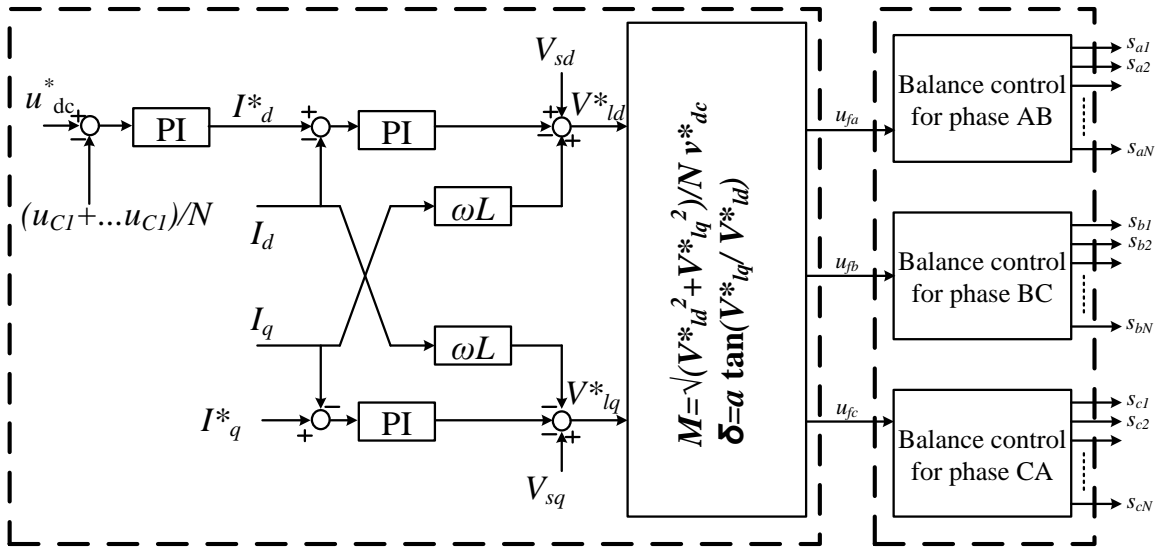 u*dc
+
−
PI
I*d
+
−
PI
Vsd
+
−
+
V*ld
(uC1+...uC1)/N
Id
ωL
Iq
ωL
I*q
+
−
PI
−
−
+
V*lq
Vsq
M=√(V*ld²+V*lq²)/N v*dc
δ=a tan(V*lq/ V*ld)
ufa
ufb
ufc
Balance control
for phase AB
sa1
sa2
saN
Balance control
for phase BC
sb1
sb2
sbN
Balance control
for phase CA
sc1
sc2
scN